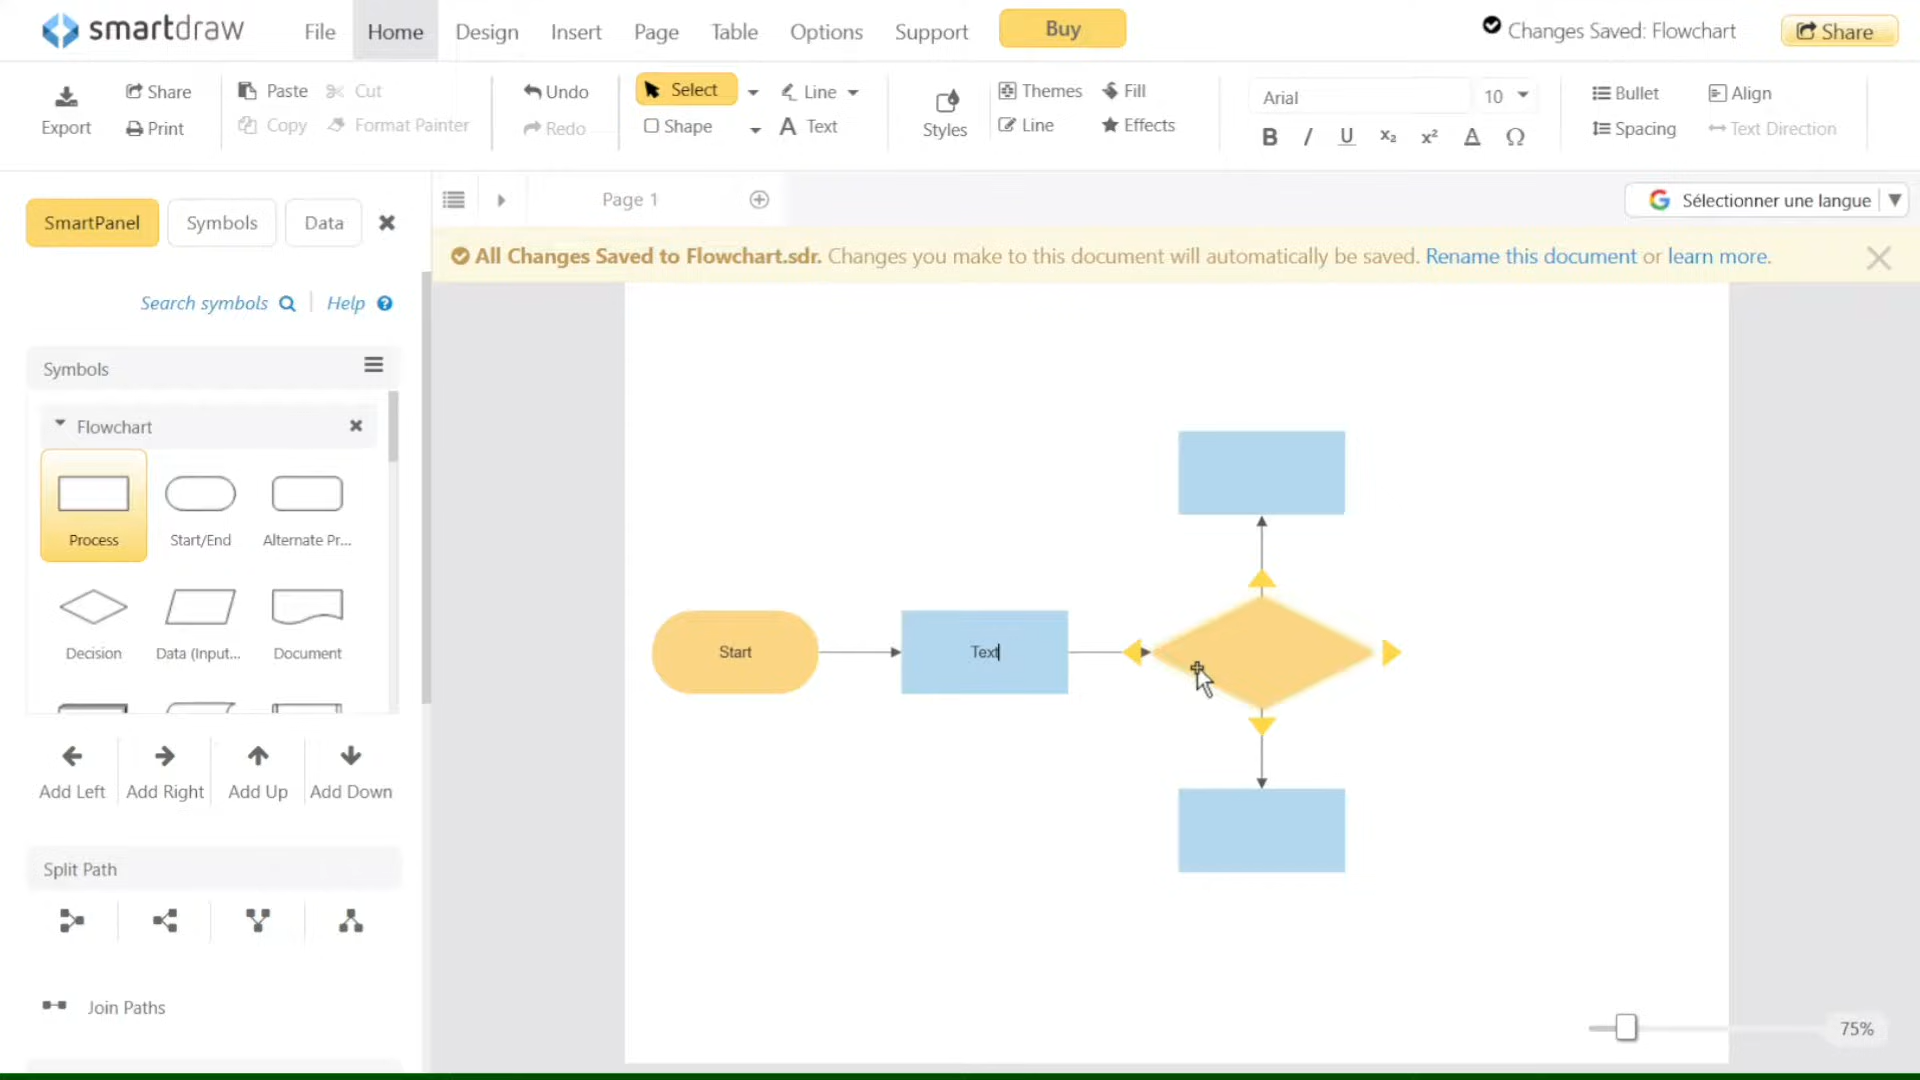 smartdraw File Home Design Insert Page Table Options Support Buy Changes Saved: Flowchart Share
Export Share Print Paste Cut Copy Format Painter Undo Redo Select Line Shape Text Styles Themes Fill Line Effects Arial 10 B I U x₂ x² A Ω Bullet Align Spacing Text Direction
SmartPanel Symbols Data Page 1 Sélectionner une langue
All Changes Saved to Flowchart.sdr. Changes you make to this document will automatically be saved. Rename this document or learn more.
Search symbols Help
Symbols
Flowchart
Process Start/End Alternate Pr...
Decision Data (Input,... Document
Start Text
Add Left Add Right Add Up Add Down
Split Path
Join Paths
75%